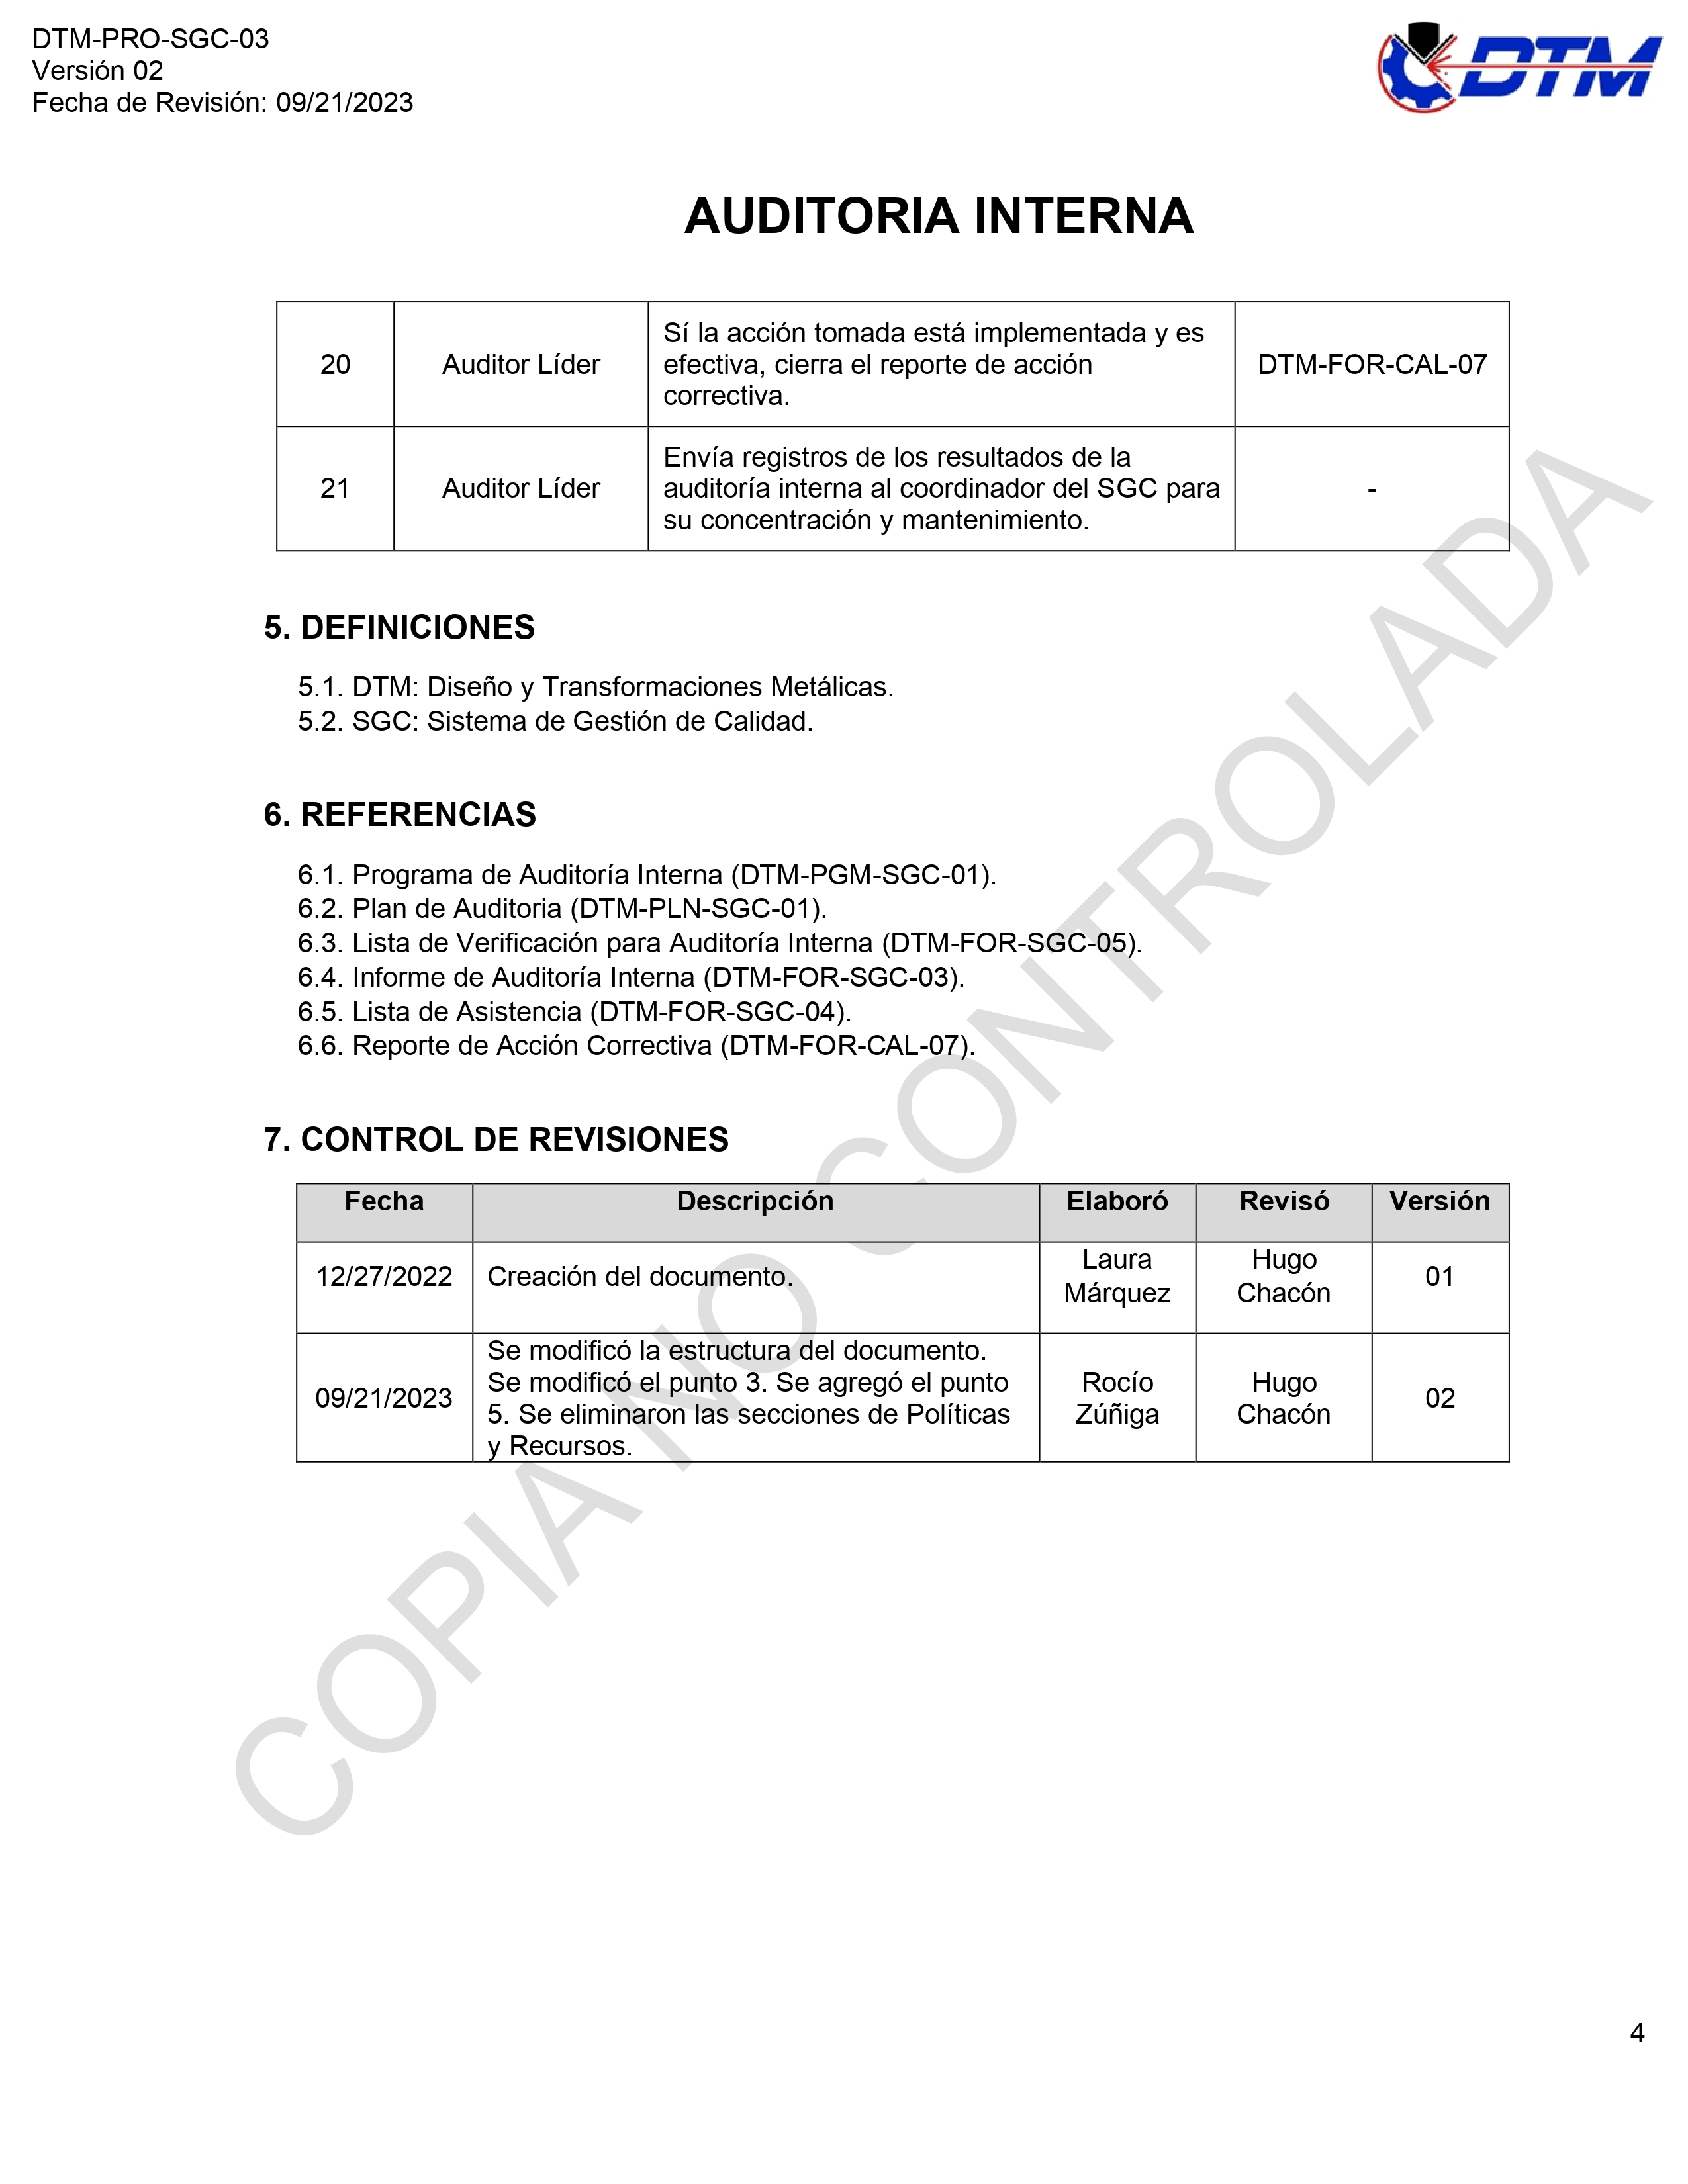 DTM-PRO-SGC-03
Versión 02
Fecha de Revisión: 09/21/2023
DTM
AUDITORIA INTERNA
20
Auditor Líder
Sí la acción tomada está implementada y es
efectiva, cierra el reporte de acción
correctiva.
DTM-FOR-CAL-07
21
Auditor Líder
Envía registros de los resultados de la
auditoría interna al coordinador del SGC para
su concentración y mantenimiento.
-
5. DEFINICIONES
5.1. DTM: Diseño y Transformaciones Metálicas.
5.2. SGC: Sistema de Gestión de Calidad.
6. REFERENCIAS
6.1. Programa de Auditoría Interna (DTM-PGM-SGC-01).
6.2. Plan de Auditoria (DTM-PLN-SGC-01).
6.3. Lista de Verificación para Auditoría Interna (DTM-FOR-SGC-05).
6.4. Informe de Auditoría Interna (DTM-FOR-SGC-03).
6.5. Lista de Asistencia (DTM-FOR-SGC-04).
6.6. Reporte de Acción Correctiva (DTM-FOR-CAL-07).
7. CONTROL DE REVISIONES
Fecha Descripción Elaboró Revisó Versión
12/27/2022
Creación del documento.
Laura
Márquez
Hugo
Chacón
01
09/21/2023
Se modificó la estructura del documento.
Se modificó el punto 3. Se agregó el punto
5. Se eliminaron las secciones de Políticas
y Recursos.
Rocío
Zúñiga
Hugo
Chacón
02
COPIA NO CONTROLADA
4